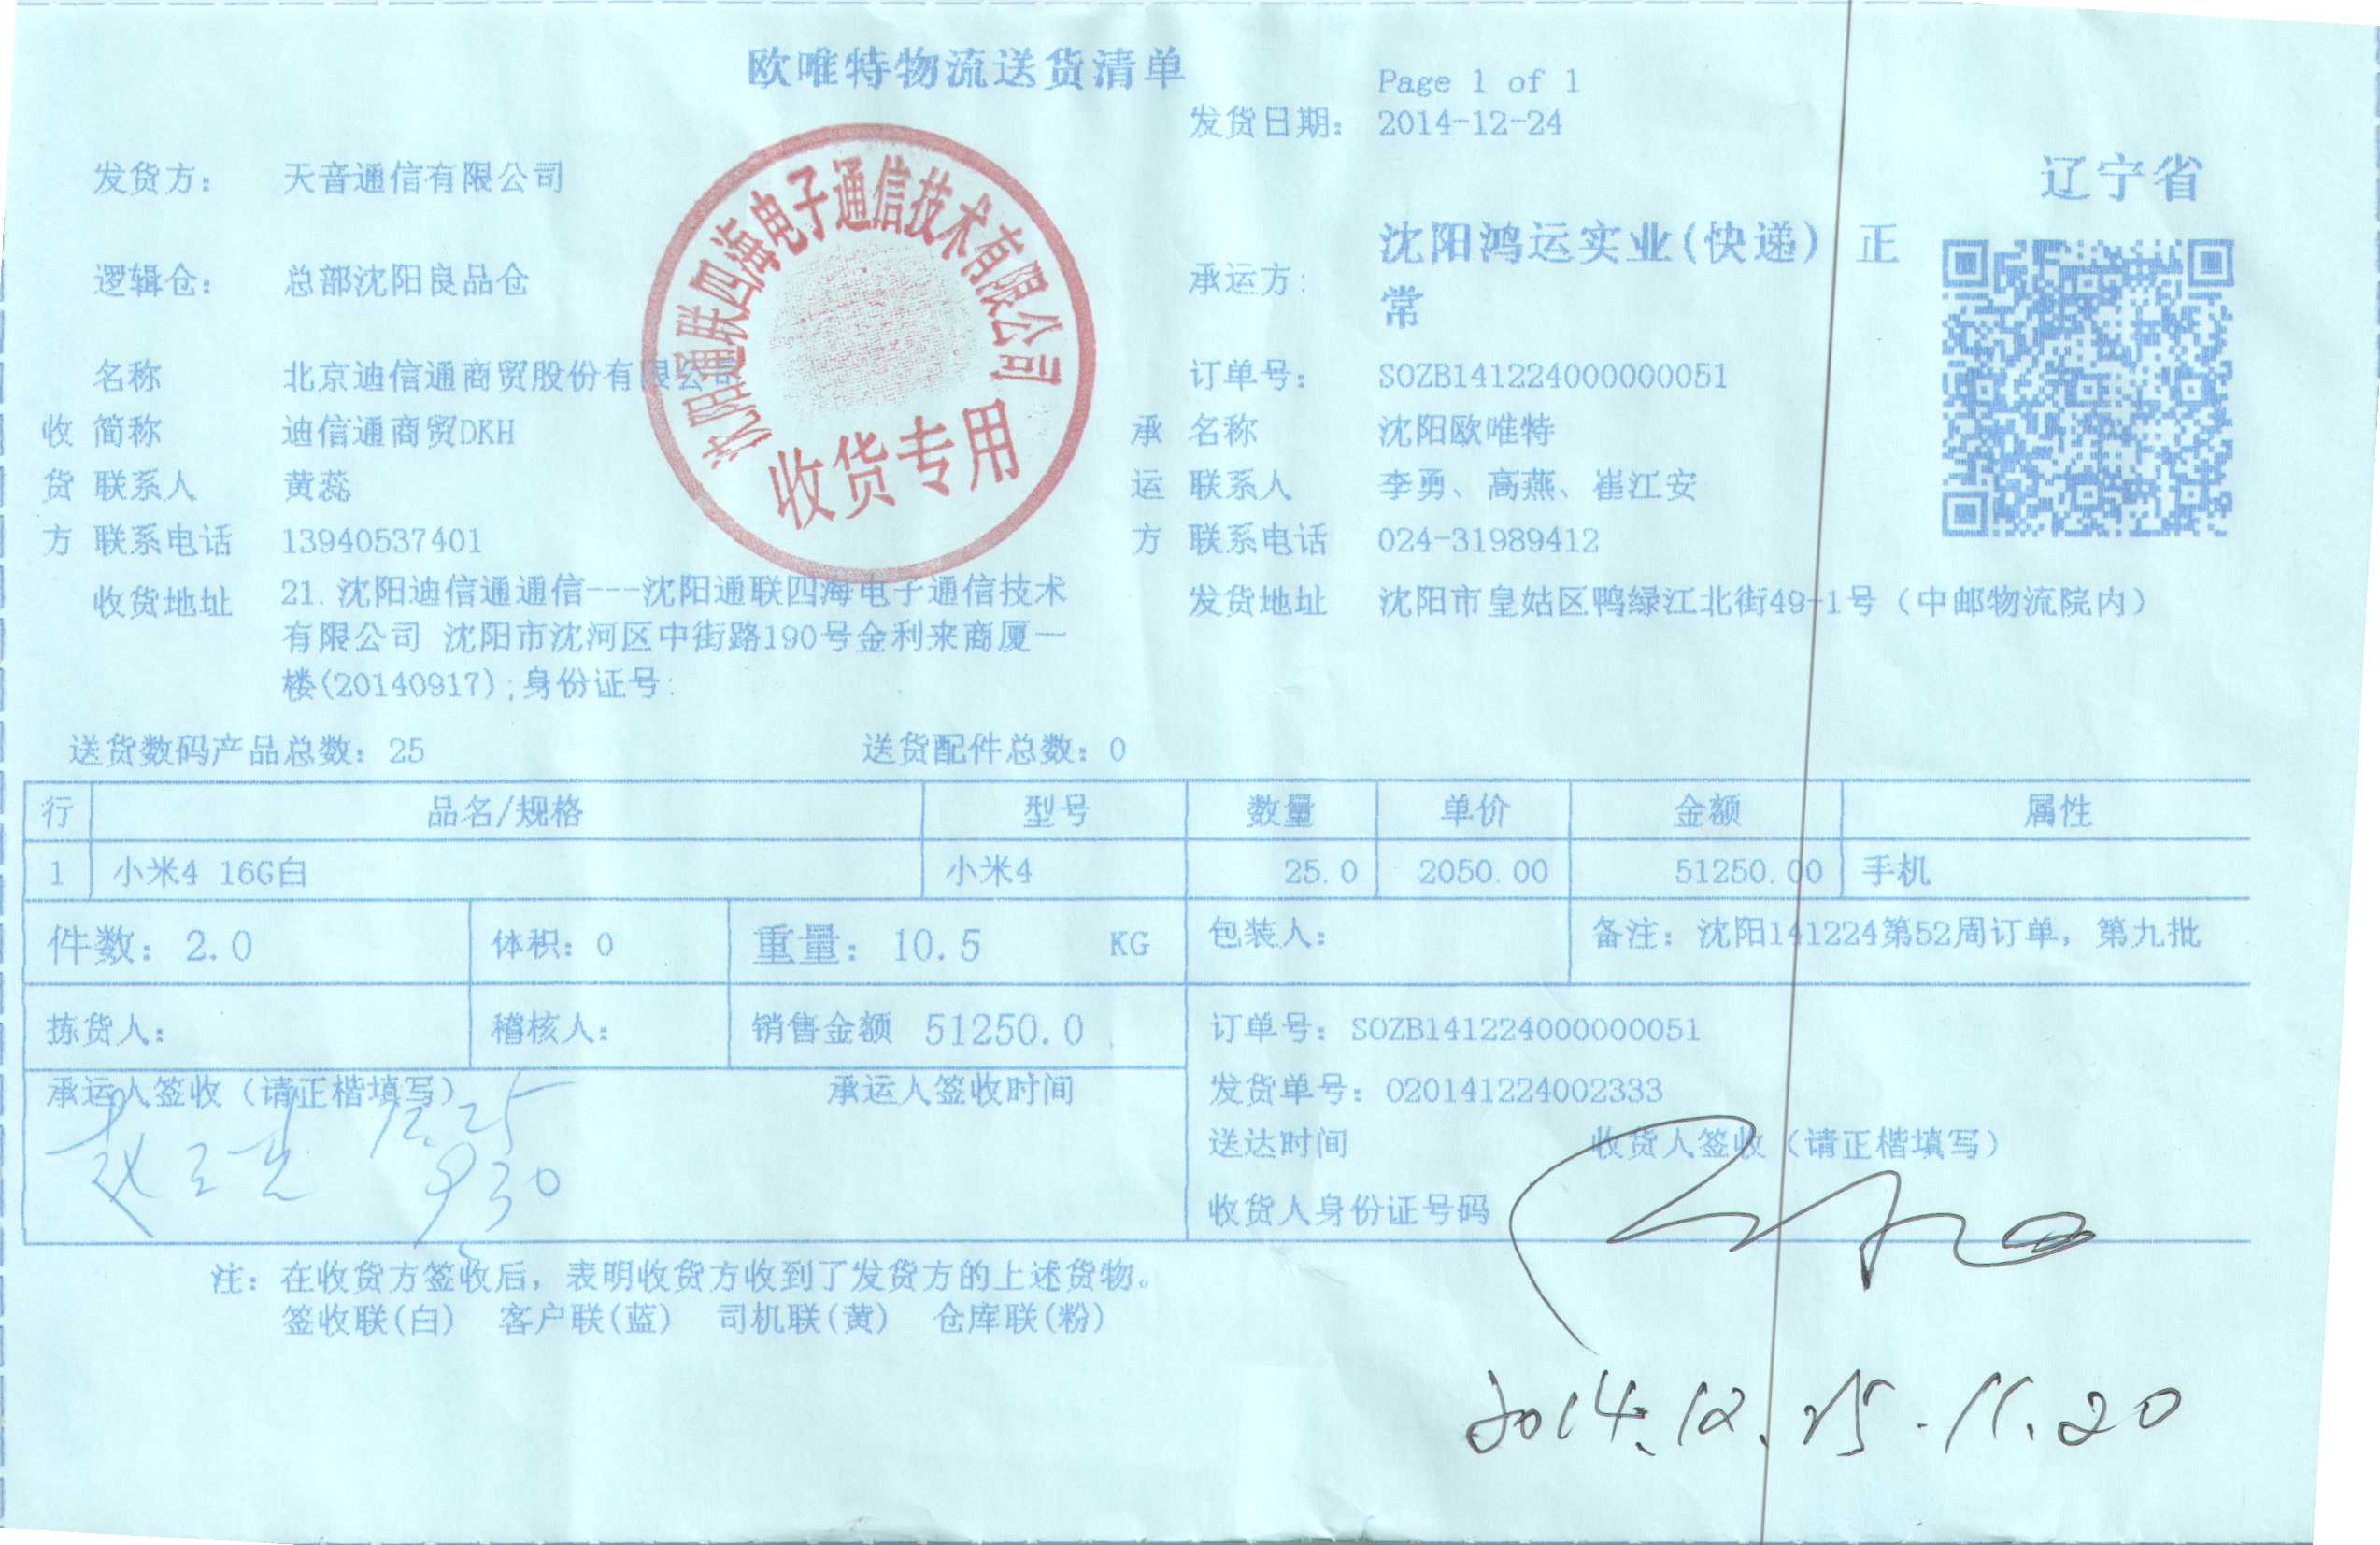 欧唯特物流送货清单
Page 1 of 1
发货日期: 2014-12-24
辽宁省
发货方: 天音通信有限公司
逻辑仓: 总部沈阳良品仓
承运方: 沈阳鸿运实业(快递) 正
常
沈阳通联四海电子通信技术有限公司
收货专用
名称 北京迪信通商贸股份有限公司
订单号: SOZB141224000000051
收 简称 迪信通商贸DKH
承 名称 沈阳欧唯特
货 联系人 黄蕊
运 联系人 李勇、高燕、崔江安
方 联系电话 13940537401
方 联系电话 024-31989412
收货地址 21.沈阳迪信通通信---沈阳通联四海电子通信技术
有限公司 沈阳市沈河区中街路190号金利来商厦一
楼(20140917);身份证号:
发货地址 沈阳市皇姑区鸭绿江北街49-1号(中邮物流院内)
送货数码产品总数: 25 送货配件总数: 0
行 品名/规格 型号 数量 单价 金额 属性
1 小米4 16G白 小米4 25.0 2050.00 51250.00 手机
件数: 2.0 体积: 0 重量: 10.5 KG 包装人: 备注: 沈阳141224第52周订单, 第九批
拣货人: 稽核人: 销售金额 51250.0 订单号: SOZB141224000000051
承运人签收(请正楷填写) 承运人签收时间 发货单号: 020141224002333
12.25
930
送达时间 收货人签收(请正楷填写)
收货人身份证号码
注: 在收货方签收后, 表明收货方收到了发货方的上述货物。
签收联(白) 客户联(蓝) 司机联(黄) 仓库联(粉)
2014.12.25.11.20